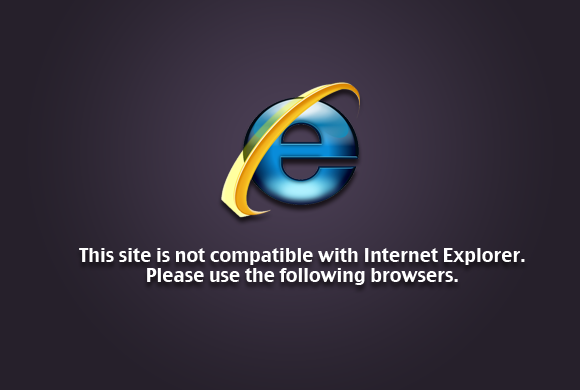 This site is not compatible with Internet Explorer.
Please use the following browsers.